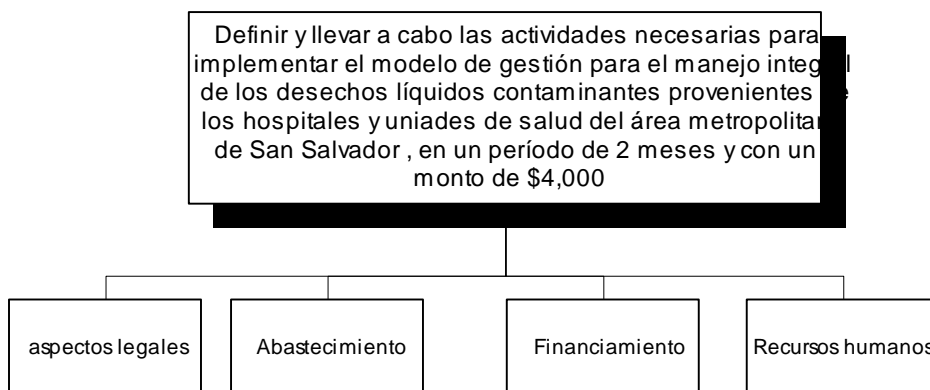 Definir y llevar a cabo las actividades necesarias para
implementar el modelo de gestión para el manejo integ l
de los desechos líquidos contaminantes provenientes e
los hospitales y uniades de salud del área metropolitan
de San Salvador , en un período de 2 meses y con un
monto de $4,000
aspectos legales
Abastecimiento
Financiamiento
Recursos humanos